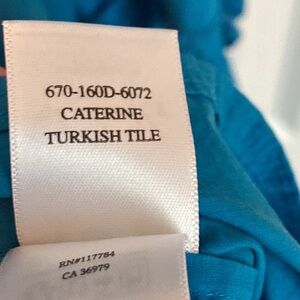 670-160D-6072
CATERINE
TURKISH TILE
RN#117784
CA 36979